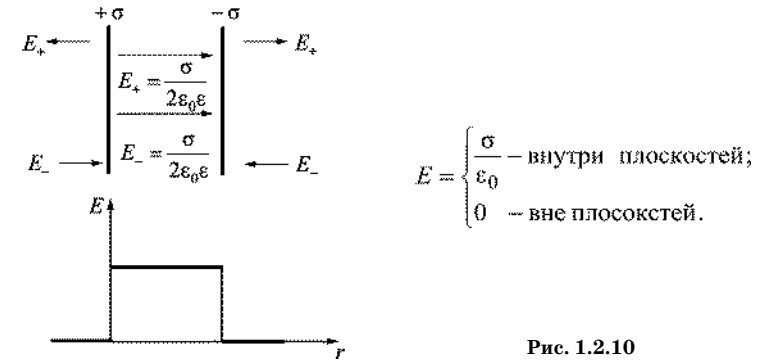 + σ − σ
E₊ E₊
E₊ = σ/2ε₀ε
E₋ E₋ = σ/2ε₀ε E₋
E = { σ/ε₀ – внутри плоскостей;
0 – вне плосокстей.
E
r
Рис. 1.2.10